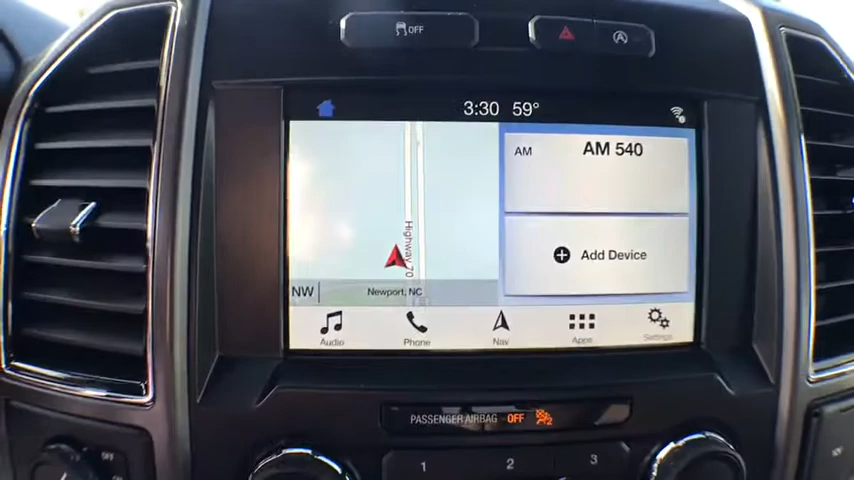 OFF
3:30 59°
AM AM 540
Highway 70
Add Device
NW Newport, NC
Audio Phone Nav Apps Settings
PASSENGER AIRBAG OFF 2
1 2 3